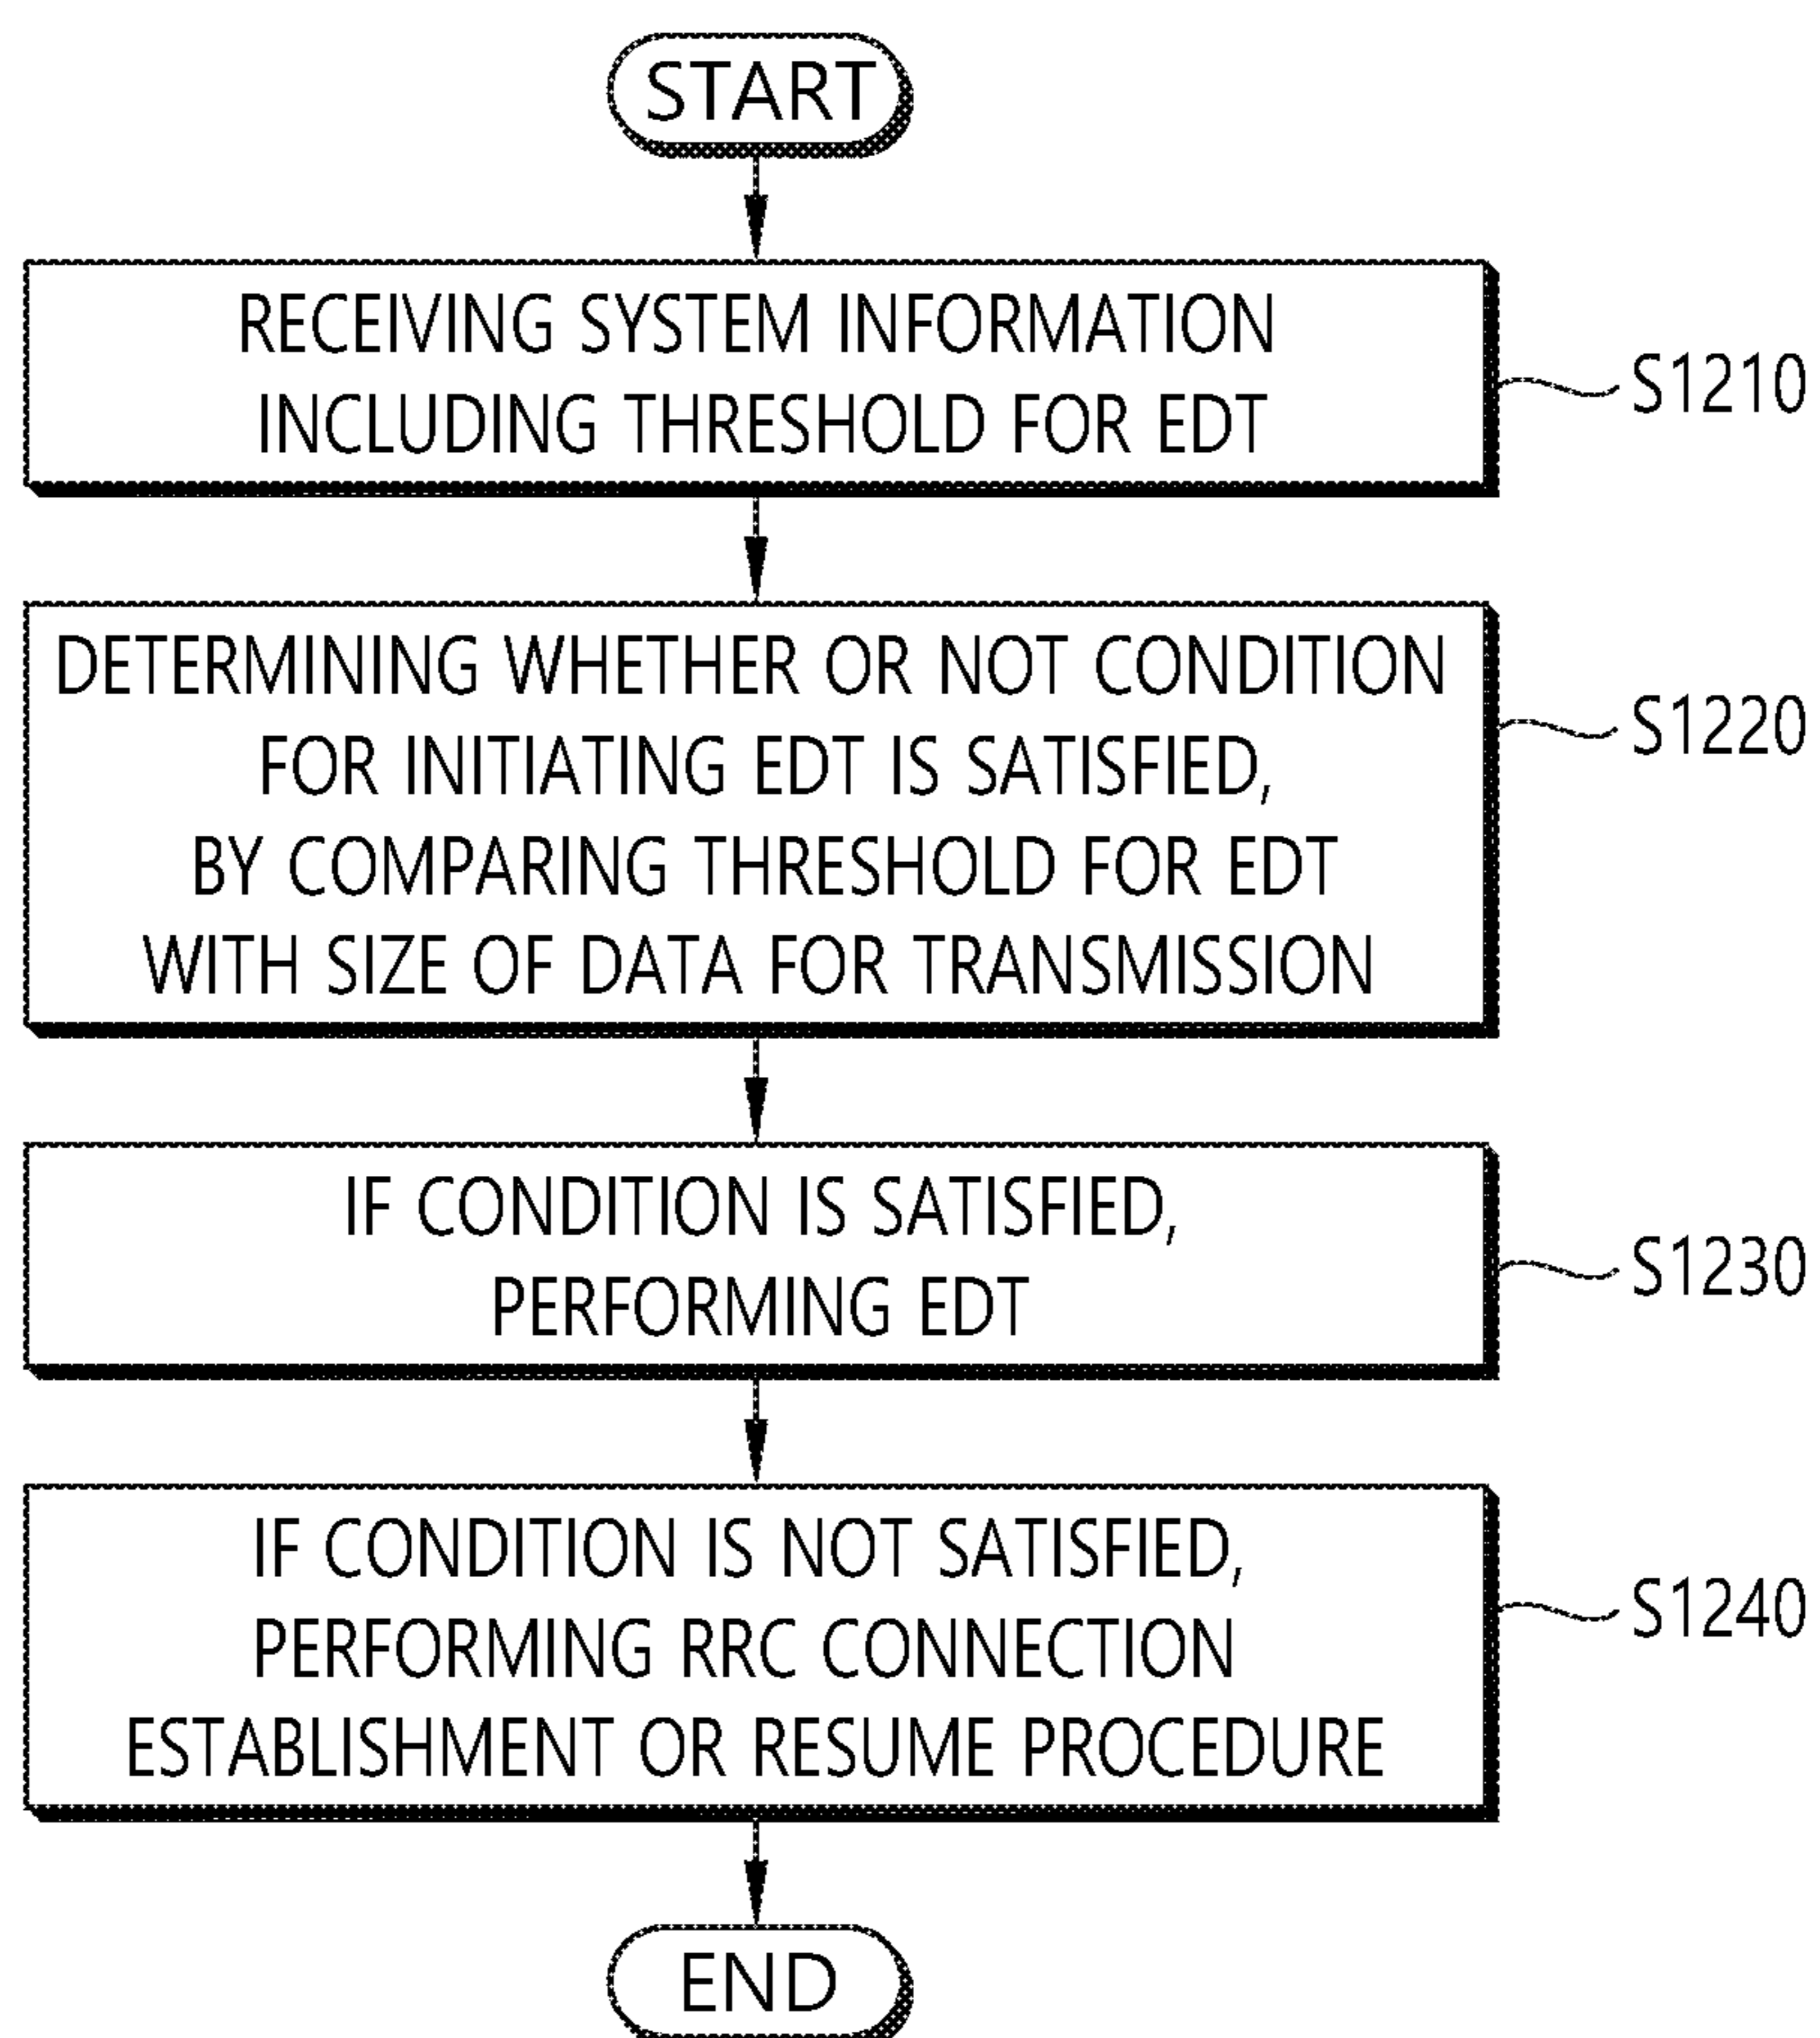 START
RECEIVING SYSTEM INFORMATION
INCLUDING THRESHOLD FOR EDT
S1210
DETERMINING WHETHER OR NOT CONDITION
FOR INITIATING EDT IS SATISFIED,
BY COMPARING THRESHOLD FOR EDT
WITH SIZE OF DATA FOR TRANSMISSION
S1220
IF CONDITION IS SATISFIED,
PERFORMING EDT
S1230
IF CONDITION IS NOT SATISFIED,
PERFORMING RRC CONNECTION
ESTABLISHMENT OR RESUME PROCEDURE
S1240
END